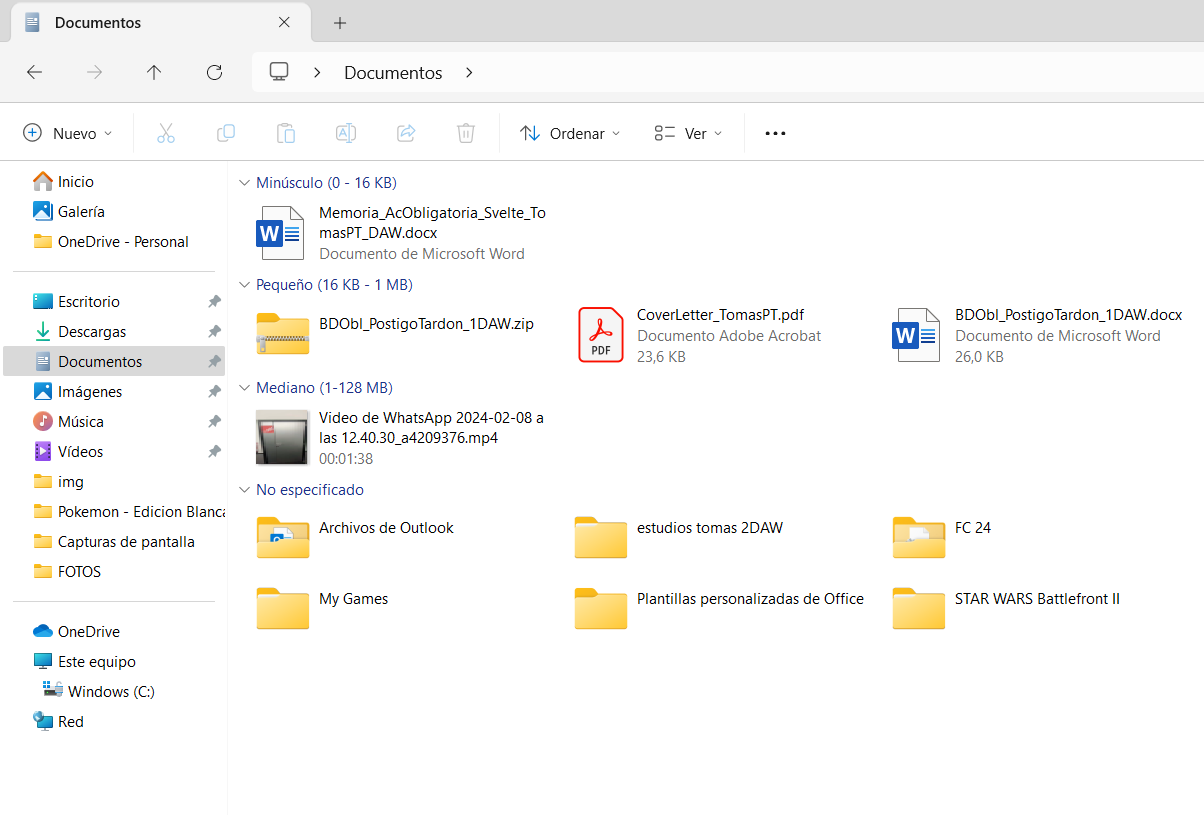 Documentos
Documentos
Nuevo
Ordenar
Ver
Inicio
Galería
OneDrive - Personal
Escritorio
Descargas
Documentos
Imágenes
Música
Vídeos
img
Pokemon - Edicion Blanca
Capturas de pantalla
FOTOS
OneDrive
Este equipo
Windows (C:)
Red
Minúsculo (0 - 16 KB)
W
Memoria_AcObligatoria_Svelte_To
masPT_DAW.docx
Documento de Microsoft Word
Pequeño (16 KB - 1 MB)
BDObl_PostigoTardon_1DAW.zip
PDF
CoverLetter_TomasPT.pdf
Documento Adobe Acrobat
23,6 KB
W
BDObl_PostigoTardon_1DAW.docx
Documento de Microsoft Word
26,0 KB
Mediano (1-128 MB)
Video de WhatsApp 2024-02-08 a
las 12.40.30_a4209376.mp4
00:01:38
No especificado
Archivos de Outlook
estudios tomas 2DAW
FC 24
My Games
Plantillas personalizadas de Office
STAR WARS Battlefront II